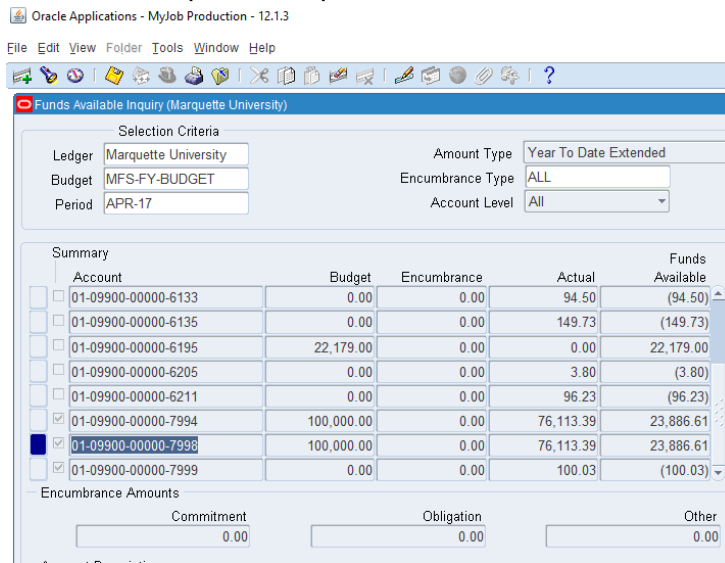 Oracle Applications - MyJob Production - 12.1.3
File Edit View Folder Tools Window Help
Funds Available Inquiry (Marquette University)
Selection Criteria
Ledger Marquette University Amount Type Year To Date Extended
Budget MFS-FY-BUDGET Encumbrance Type ALL
Period APR-17 Account Level All
Summary Funds
Account Budget Encumbrance Actual Available
01-09900-00000-6133 0.00 0.00 94.50 (94.50)
01-09900-00000-6135 0.00 0.00 149.73 (149.73)
01-09900-00000-6195 22,179.00 0.00 0.00 22,179.00
01-09900-00000-6205 0.00 0.00 3.80 (3.80)
01-09900-00000-6211 0.00 0.00 96.23 (96.23)
01-09900-00000-7994 100,000.00 0.00 76,113.39 23,886.61
01-09900-00000-7998 100,000.00 0.00 76,113.39 23,886.61
01-09900-00000-7999 0.00 0.00 100.03 (100.03)
Encumbrance Amounts
Commitment Obligation Other
0.00 0.00 0.00